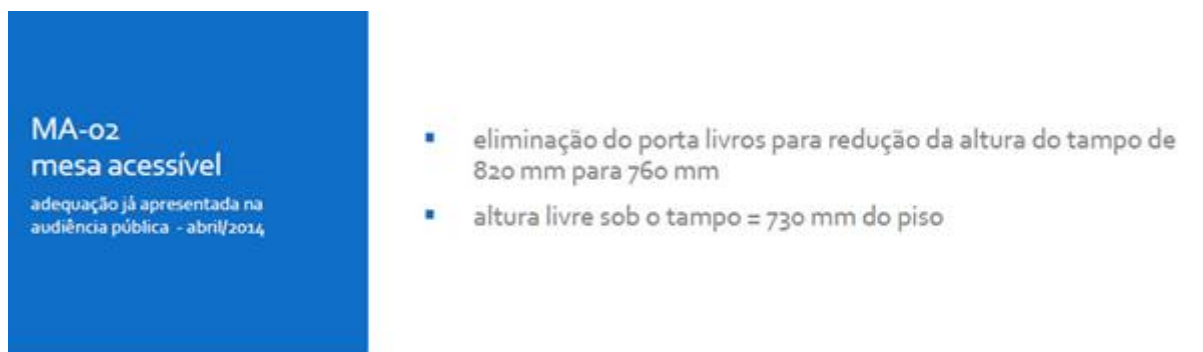 MA-02
mesa acessível
adequação já apresentada na
audiência pública - abril/2014
▪ eliminação do porta livros para redução da altura do tampo de
820 mm para 760 mm
▪ altura livre sob o tampo = 730 mm do piso